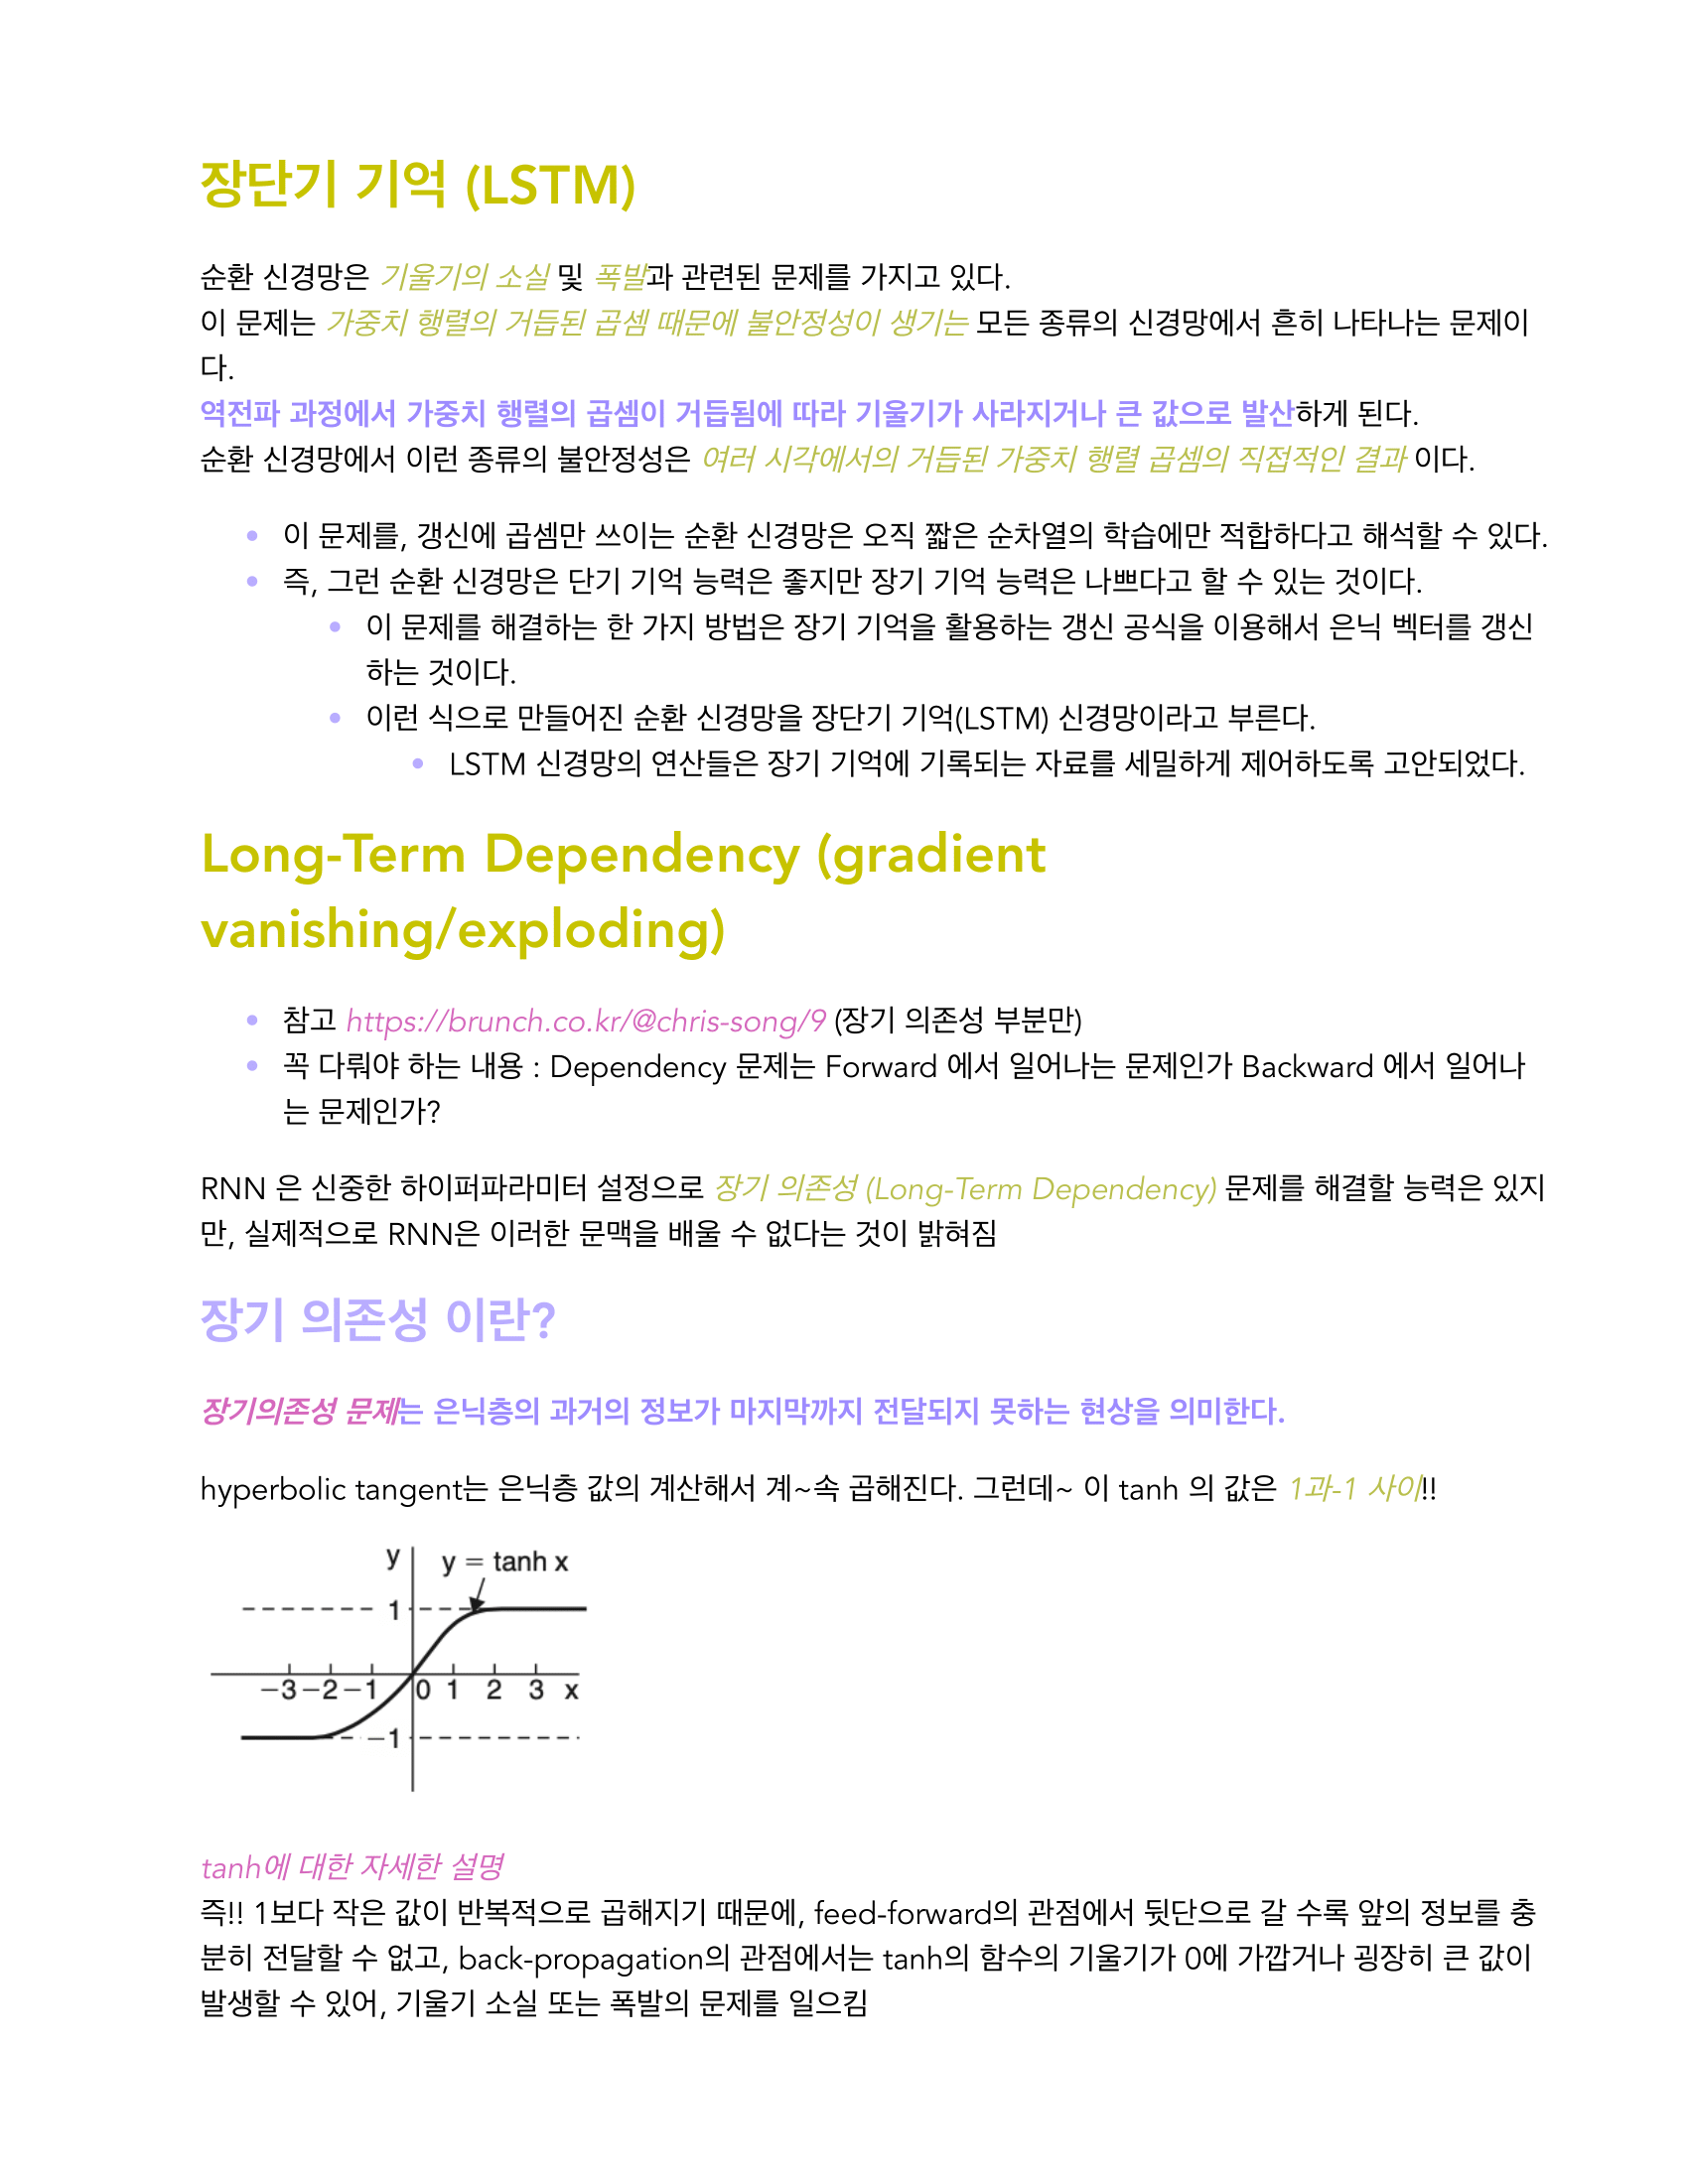 장단기 기억 (LSTM)
순환 신경망은 기울기의 소실 및 폭발과 관련된 문제를 가지고 있다.
이 문제는 가중치 행렬의 거듭된 곱셈 때문에 불안정성이 생기는 모든 종류의 신경망에서 흔히 나타나는 문제이
다.
역전파 과정에서 가중치 행렬의 곱셈이 거듭됨에 따라 기울기가 사라지거나 큰 값으로 발산하게 된다.
순환 신경망에서 이런 종류의 불안정성은 여러 시각에서의 거듭된 가중치 행렬 곱셈의 직접적인 결과 이다.
• 이 문제를, 갱신에 곱셈만 쓰이는 순환 신경망은 오직 짧은 순차열의 학습에만 적합하다고 해석할 수 있다.
• 즉, 그런 순환 신경망은 단기 기억 능력은 좋지만 장기 기억 능력은 나쁘다고 할 수 있는 것이다.
• 이 문제를 해결하는 한 가지 방법은 장기 기억을 활용하는 갱신 공식을 이용해서 은닉 벡터를 갱신
하는 것이다.
• 이런 식으로 만들어진 순환 신경망을 장단기 기억(LSTM) 신경망이라고 부른다.
• LSTM 신경망의 연산들은 장기 기억에 기록되는 자료를 세밀하게 제어하도록 고안되었다.
Long-Term Dependency (gradient
vanishing/exploding)
• 참고 https://brunch.co.kr/@chris-song/9 (장기 의존성 부분만)
• 꼭 다뤄야 하는 내용 : Dependency 문제는 Forward 에서 일어나는 문제인가 Backward 에서 일어나
는 문제인가?
RNN 은 신중한 하이퍼파라미터 설정으로 장기 의존성 (Long-Term Dependency) 문제를 해결할 능력은 있지
만, 실제적으로 RNN은 이러한 문맥을 배울 수 없다는 것이 밝혀짐
장기 의존성 이란?
장기의존성 문제는 은닉층의 과거의 정보가 마지막까지 전달되지 못하는 현상을 의미한다.
hyperbolic tangent는 은닉층 값의 계산해서 계~속 곱해진다. 그런데~ 이 tanh 의 값은 1과-1 사이!!
y y = tanh x
1
−3 −2 −1 0 1 2 3 x
−1
tanh에 대한 자세한 설명
즉!! 1보다 작은 값이 반복적으로 곱해지기 때문에, feed-forward의 관점에서 뒷단으로 갈 수록 앞의 정보를 충
분히 전달할 수 없고, back-propagation의 관점에서는 tanh의 함수의 기울기가 0에 가깝거나 굉장히 큰 값이
발생할 수 있어, 기울기 소실 또는 폭발의 문제를 일으킴